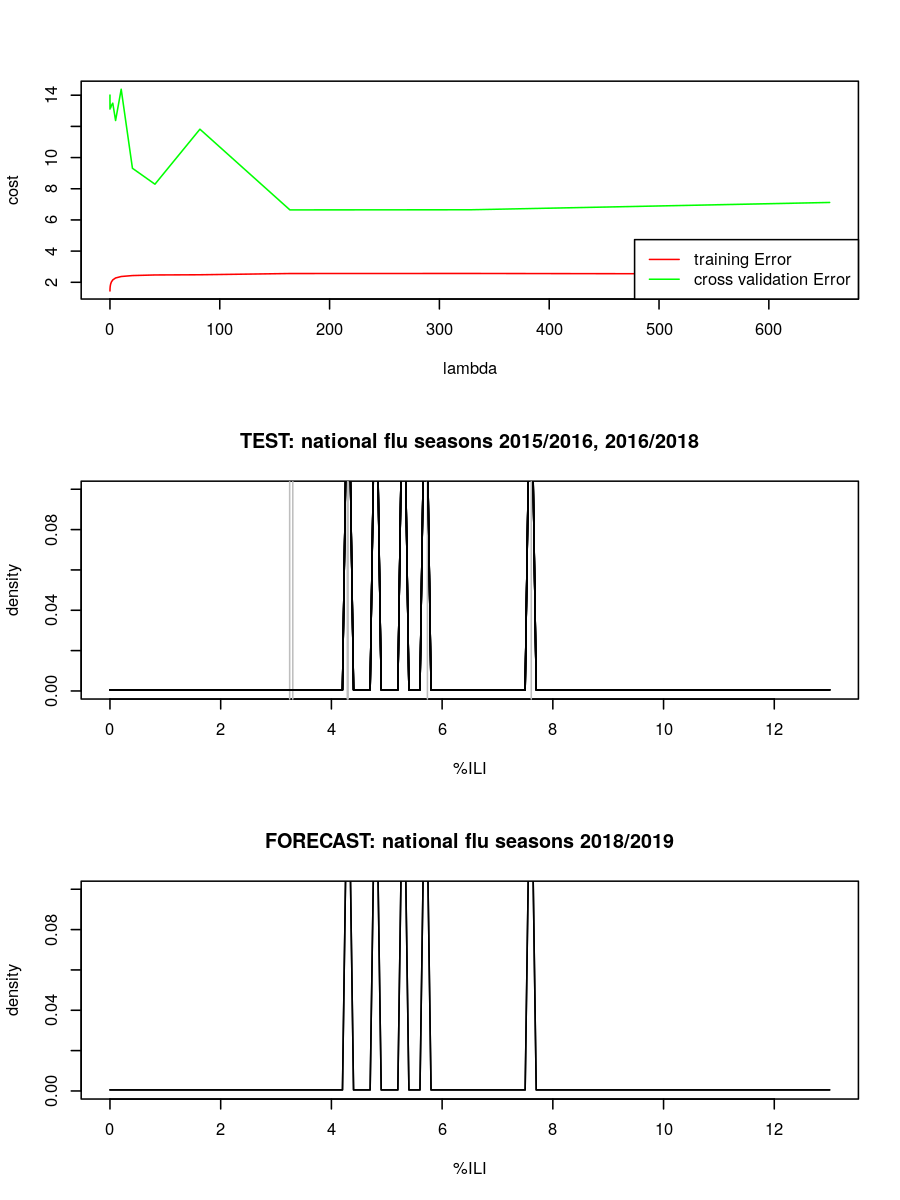 14
10
8
6
4
2
cost
training Error
cross validation Error
0 100 200 300 400 500 600
lambda
TEST: national flu seasons 2015/2016, 2016/2018
0.08
0.04
0.00
density
0 2 4 6 8 10 12
%ILI
FORECAST: national flu seasons 2018/2019
0.08
0.04
0.00
density
0 2 4 6 8 10 12
%ILI